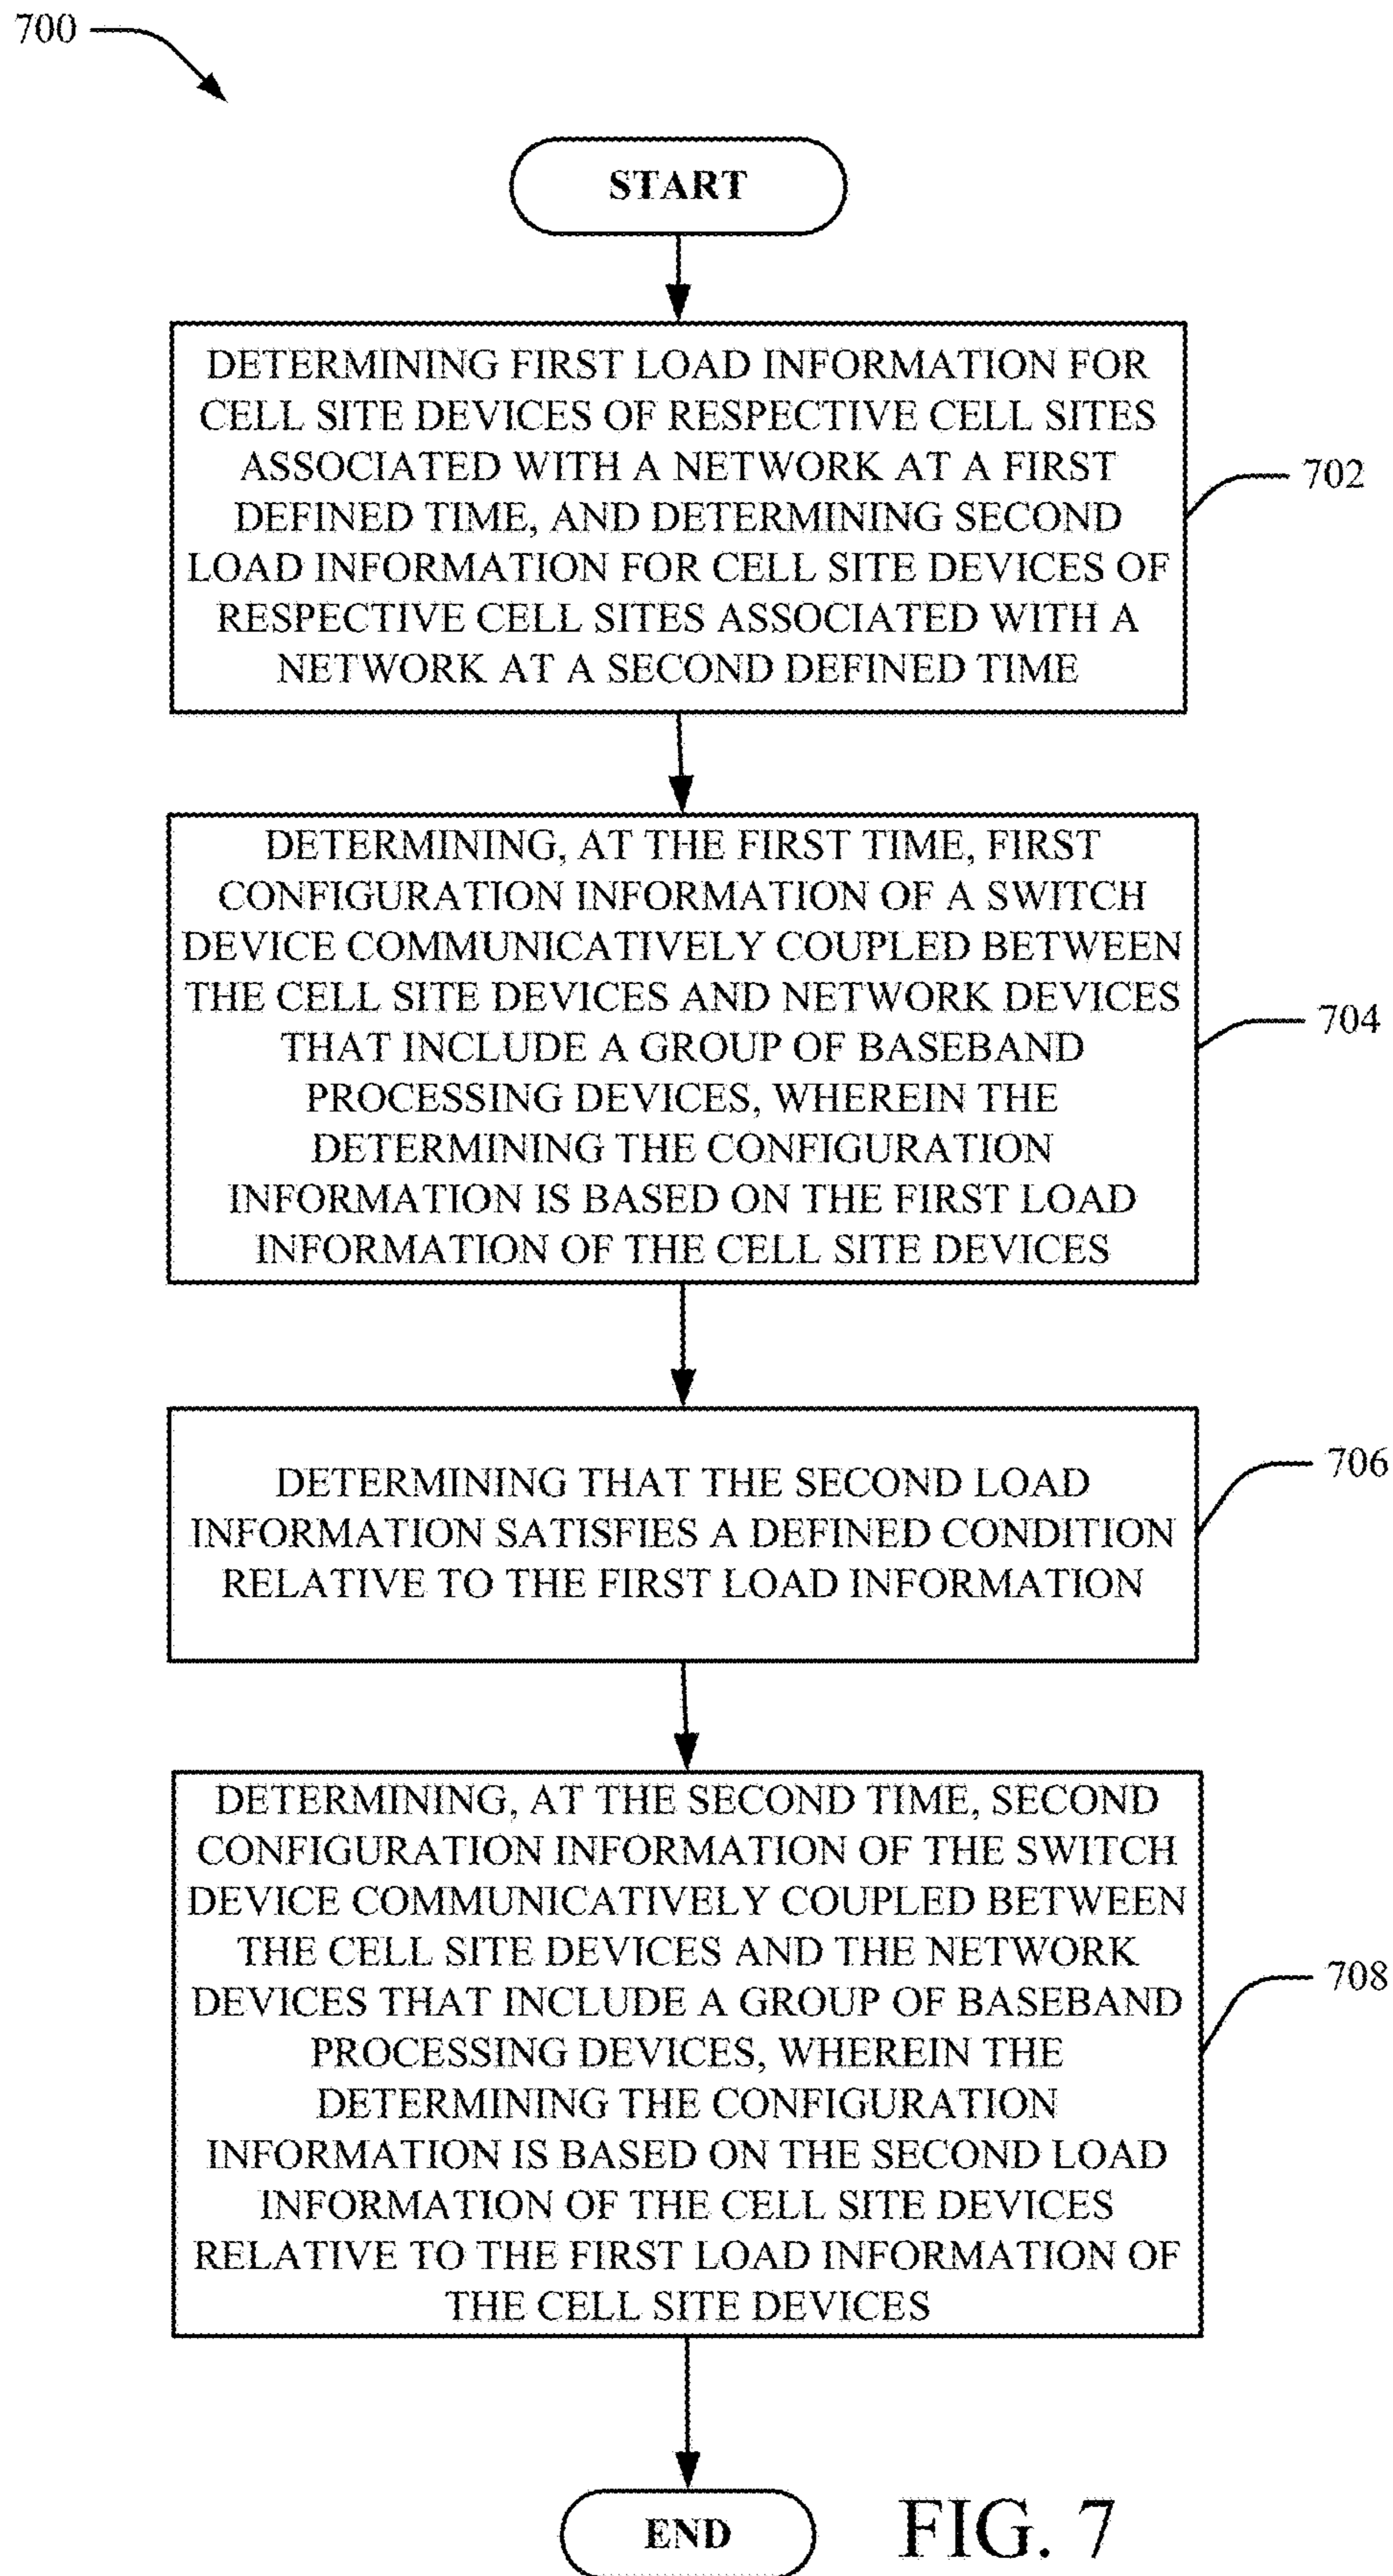 700
START
DETERMINING FIRST LOAD INFORMATION FOR
CELL SITE DEVICES OF RESPECTIVE CELL SITES
ASSOCIATED WITH A NETWORK AT A FIRST
DEFINED TIME, AND DETERMINING SECOND
LOAD INFORMATION FOR CELL SITE DEVICES OF
RESPECTIVE CELL SITES ASSOCIATED WITH A
NETWORK AT A SECOND DEFINED TIME
702
DETERMINING, AT THE FIRST TIME, FIRST
CONFIGURATION INFORMATION OF A SWITCH
DEVICE COMMUNICATIVELY COUPLED BETWEEN
THE CELL SITE DEVICES AND NETWORK DEVICES
THAT INCLUDE A GROUP OF BASEBAND
PROCESSING DEVICES, WHEREIN THE
DETERMINING THE CONFIGURATION
INFORMATION IS BASED ON THE FIRST LOAD
INFORMATION OF THE CELL SITE DEVICES
704
DETERMINING THAT THE SECOND LOAD
INFORMATION SATISFIES A DEFINED CONDITION
RELATIVE TO THE FIRST LOAD INFORMATION
706
DETERMINING, AT THE SECOND TIME, SECOND
CONFIGURATION INFORMATION OF THE SWITCH
DEVICE COMMUNICATIVELY COUPLED BETWEEN
THE CELL SITE DEVICES AND THE NETWORK
DEVICES THAT INCLUDE A GROUP OF BASEBAND
PROCESSING DEVICES, WHEREIN THE
DETERMINING THE CONFIGURATION
INFORMATION IS BASED ON THE SECOND LOAD
INFORMATION OF THE CELL SITE DEVICES
RELATIVE TO THE FIRST LOAD INFORMATION OF
THE CELL SITE DEVICES
708
END
FIG. 7